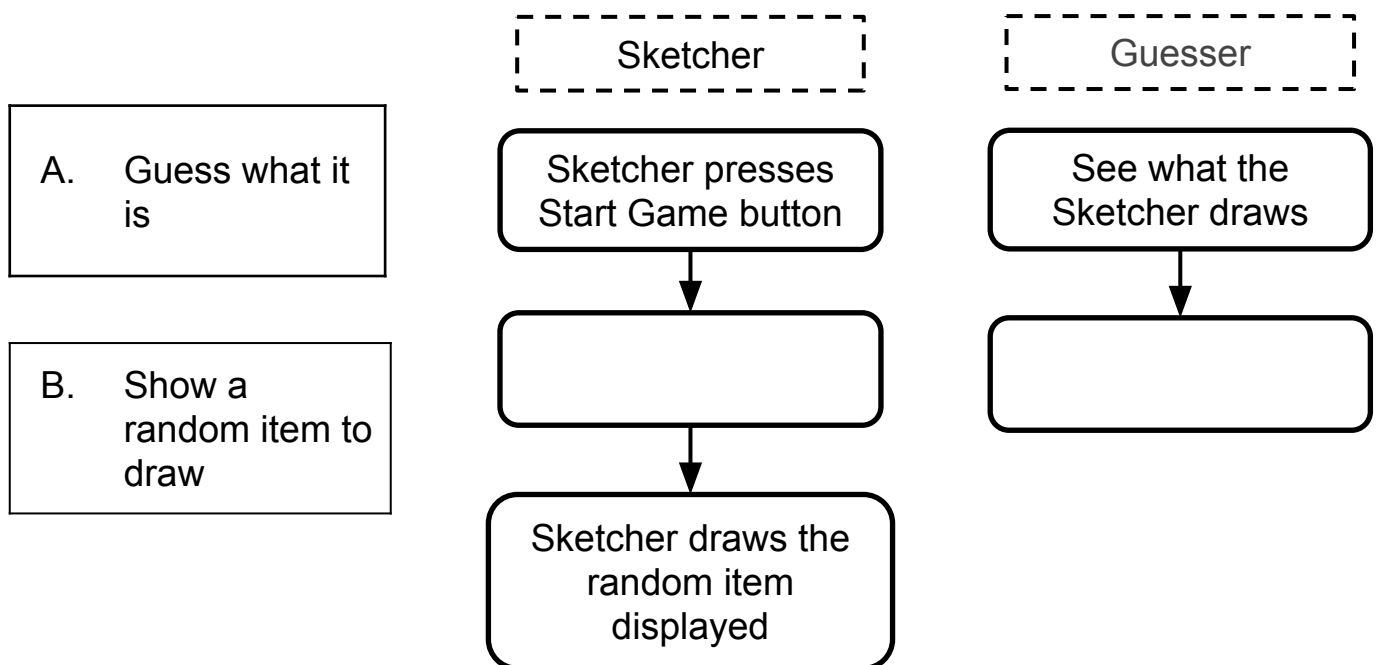 Sketcher
Guesser
A. Guess what it
is
B. Show a
random item to
draw
Sketcher presses
Start Game button
Sketcher draws the
random item
displayed
See what the
Sketcher draws